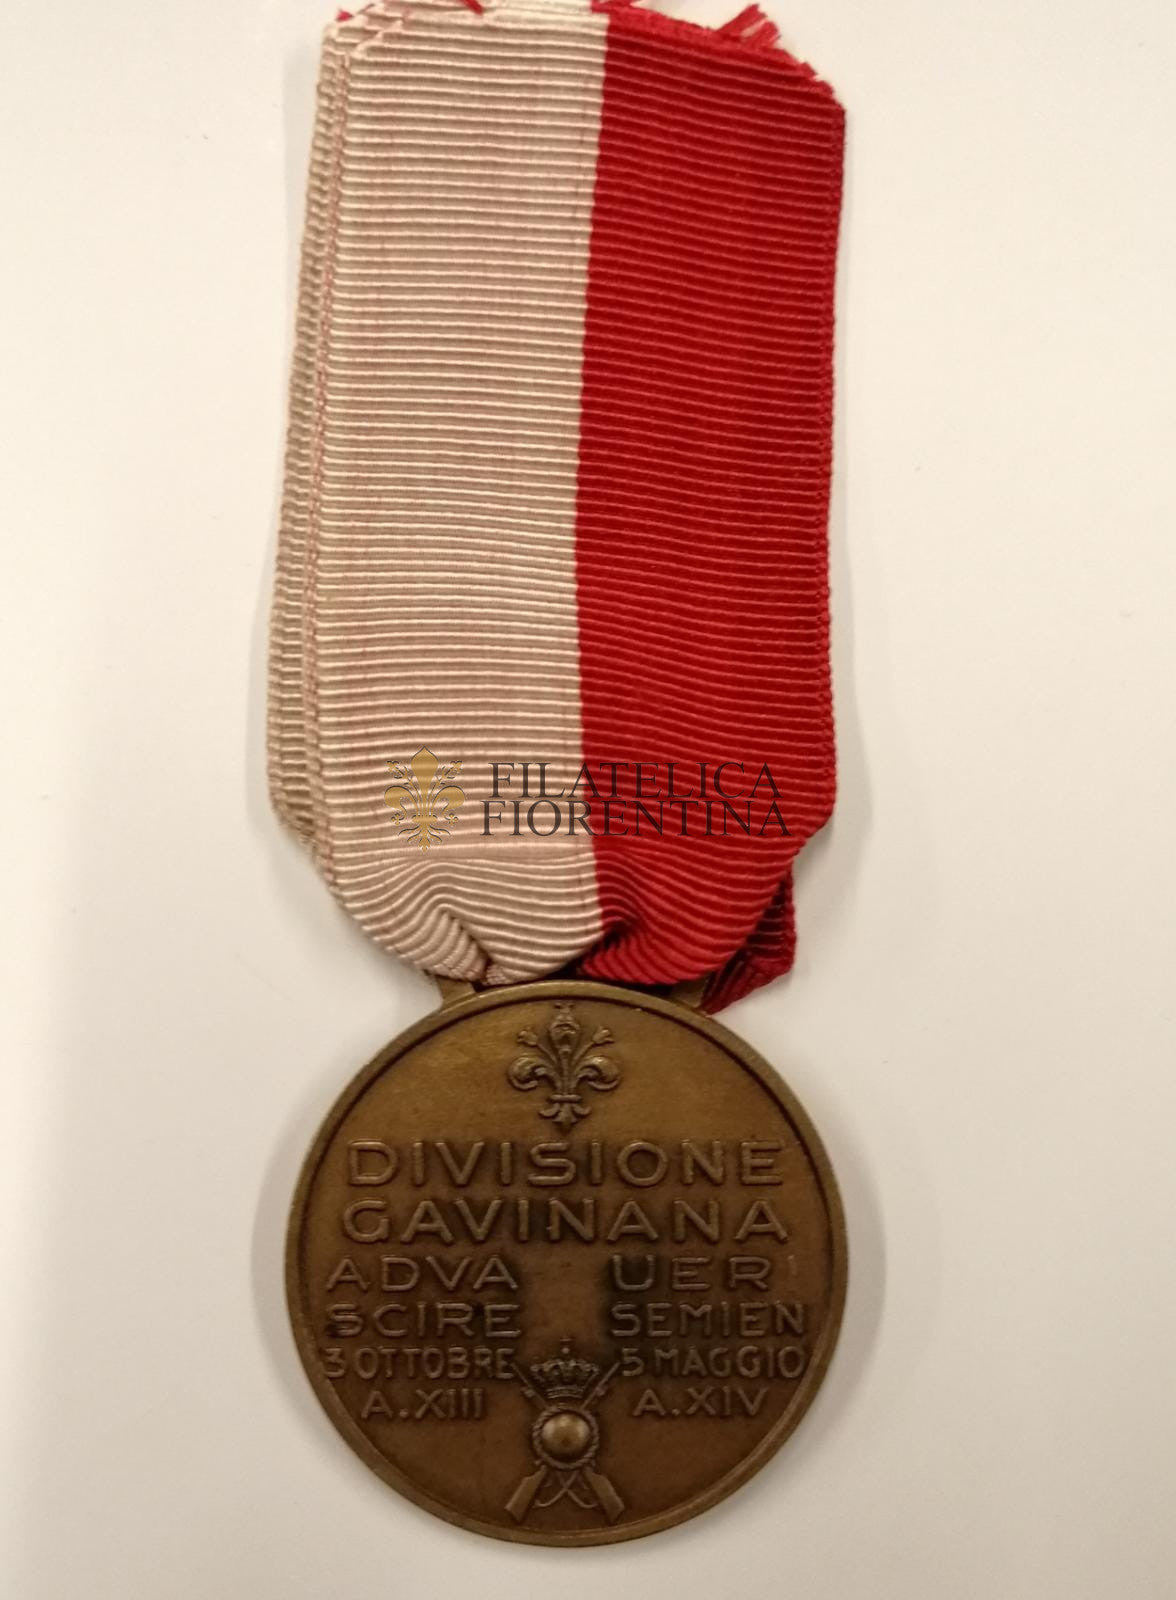 FILATELICA
FIORENTINA
DIVISIONE
GAVINANA
ADVA UERI
SCIRE SEMIEN
3 OTTOBRE 5 MAGGIO
A.XIII A.XIV